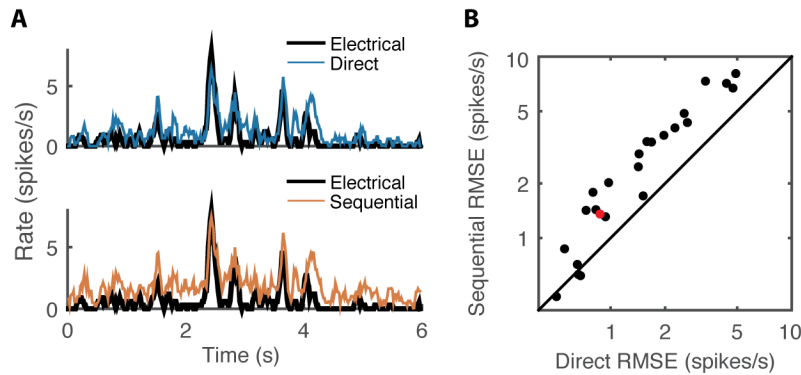 A
Electrical
Direct
5
0
Rate (spikes/s)
Electrical
Sequential
5
0
0 2 4 6
Time (s)
B
10
5
2
1
Sequential RMSE (spikes/s)
1 2 5 10
Direct RMSE (spikes/s)